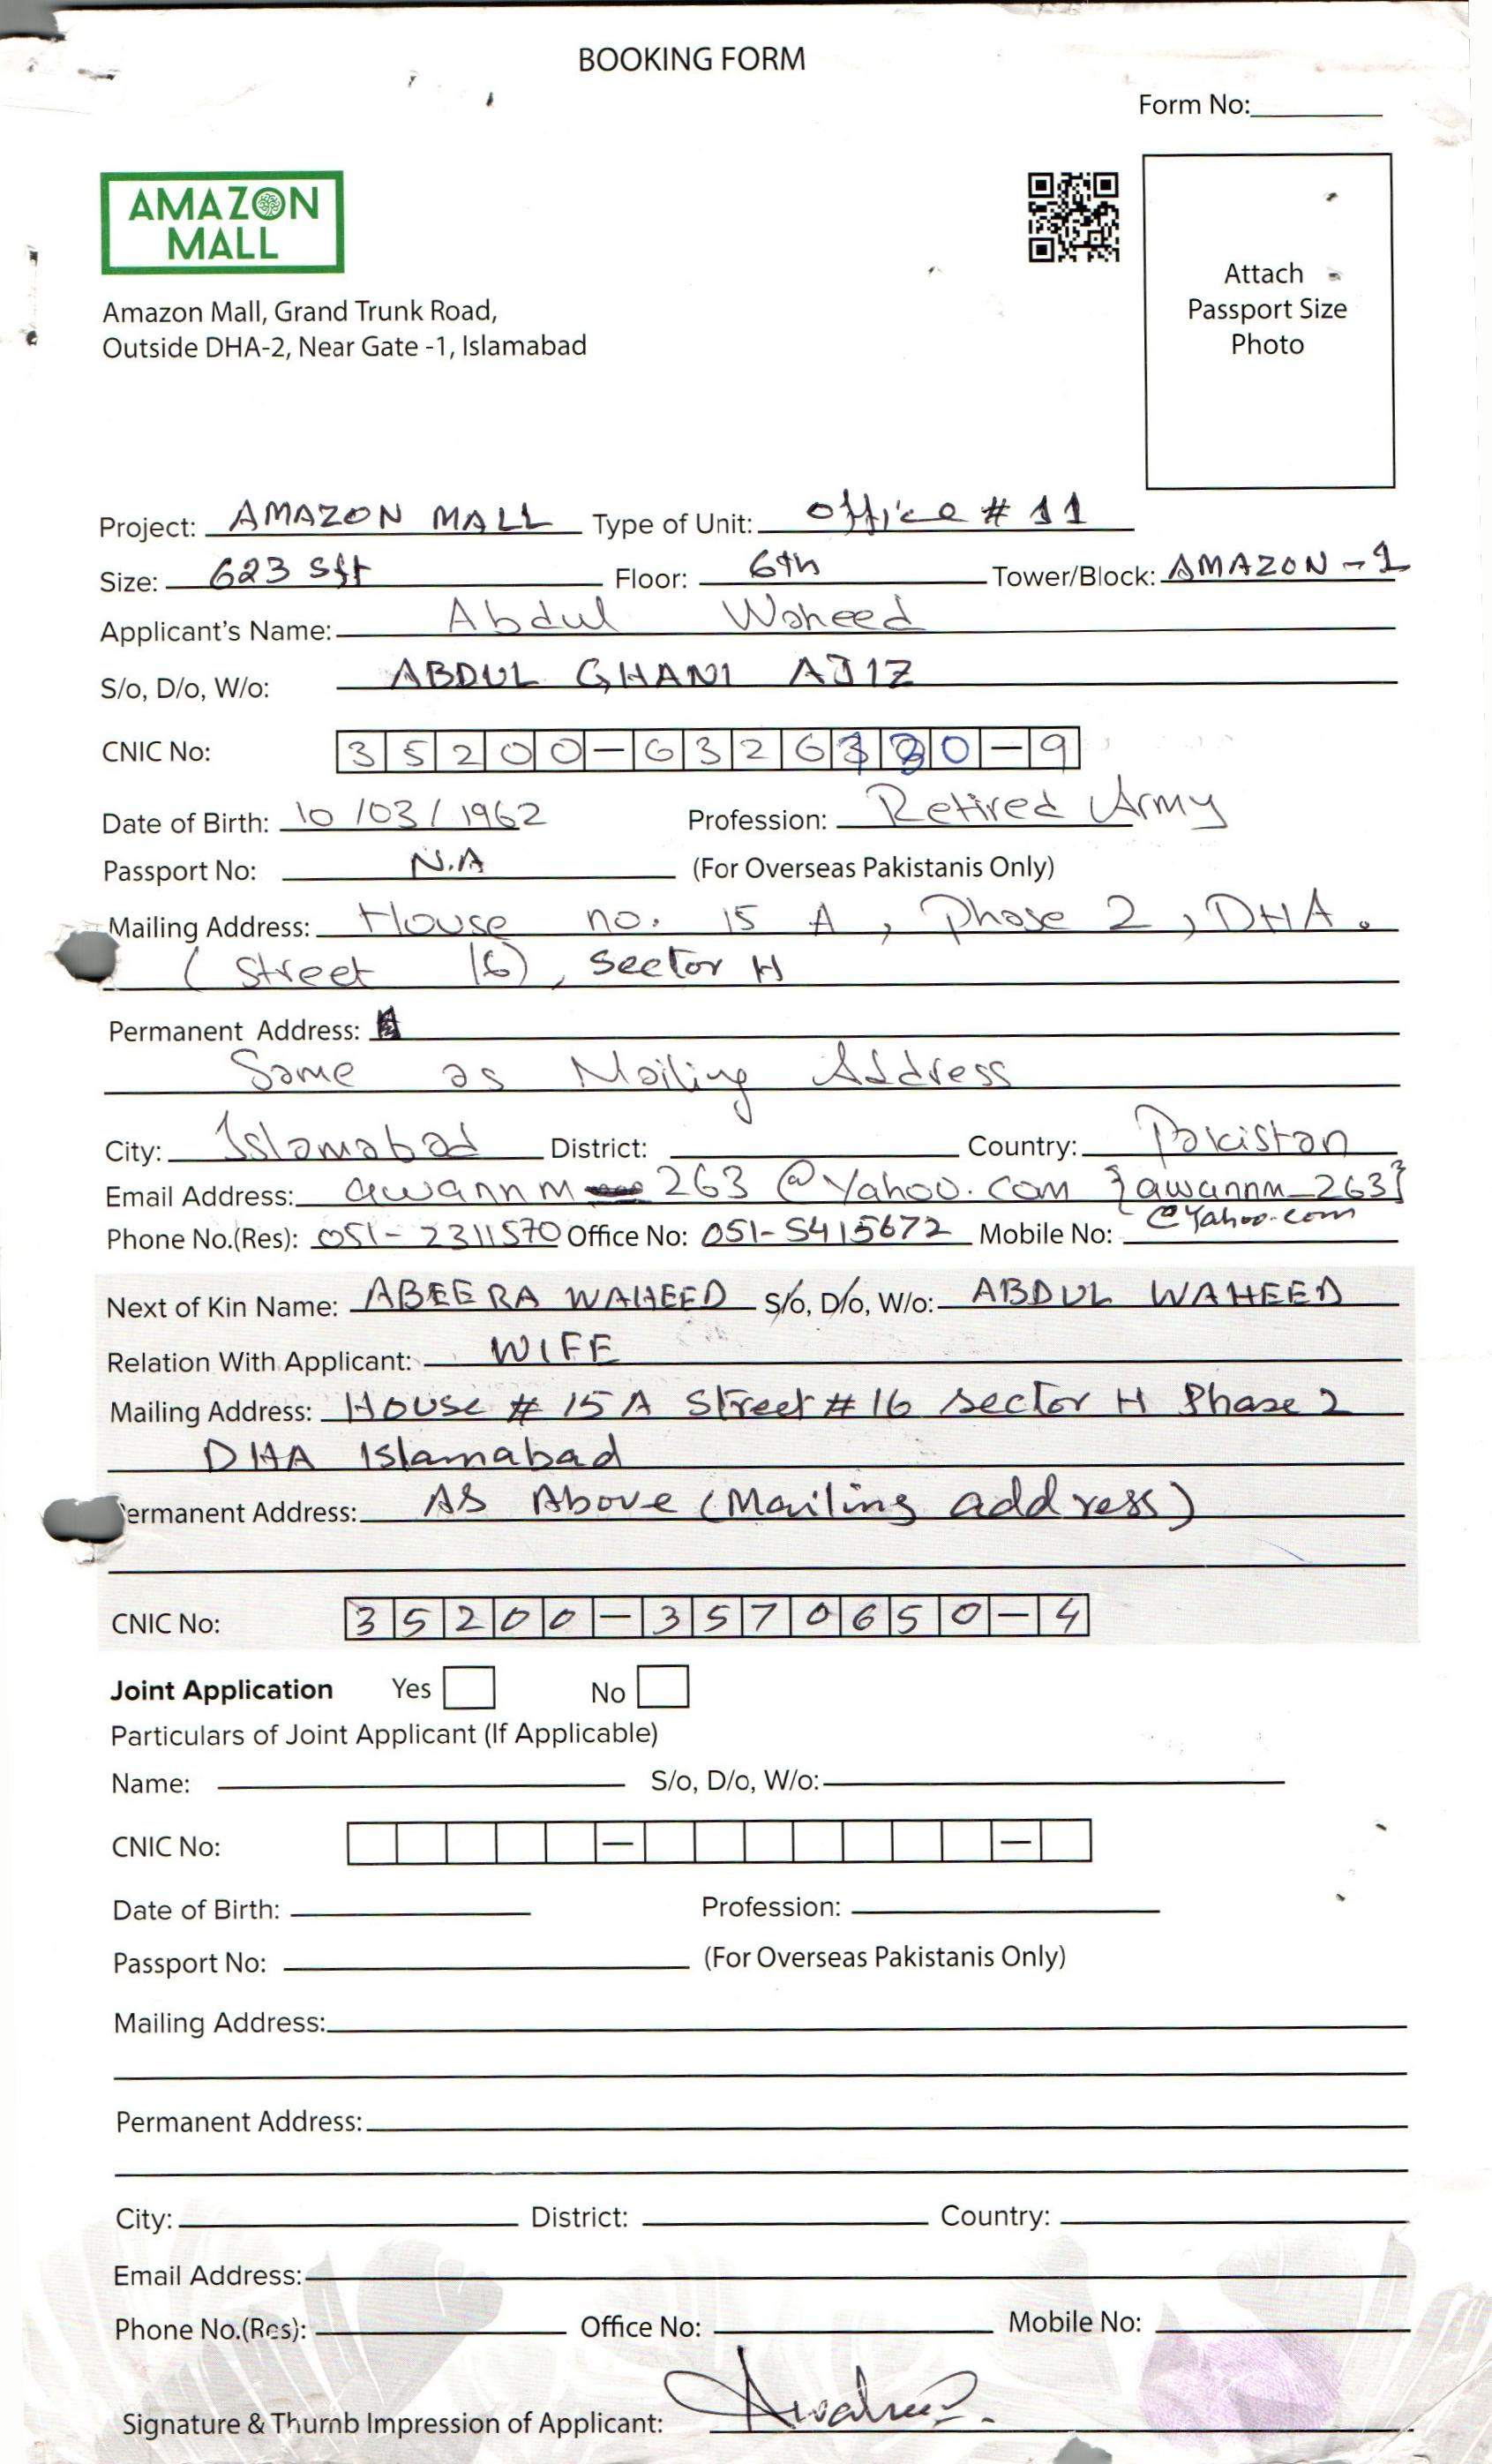 BOOKING FORM
Form No:
AMAZON
MALL
Attach
Passport Size
Photo
Amazon Mall, Grand Trunk Road,
Outside DHA-2, Near Gate -1, Islamabad
Project: AMAZON MALL Type of Unit: office # 11
Size: 623 sft Floor: 6th Tower/Block: AMAZON - 1
Applicant's Name: Abdul Waheed
S/o, D/o, W/o: ABDUL GHANI AJIZ
CNIC No: 35200-6326 0-9
Date of Birth: 10/03/1962 Profession: Retired Army
Passport No: N.A (For Overseas Pakistanis Only)
Mailing Address: House no. 15 A, Phase 2, DHA.
(Street 16), Sector H
Permanent Address:
Same as Mailing Address
City: Islamabad District: Country: Pakistan
Email Address: awannm 263 @Yahoo.com {awannm_263}
@Yahoo.com
Phone No.(Res): 051-2311570 Office No: 051-5415672 Mobile No:
Next of Kin Name: ABEERA WAHEED S/o, D/o, W/o: ABDUL WAHEED
Relation With Applicant: WIFE
Mailing Address: House # 15 A Street # 16 Sector H Phase 2
DHA Islamabad
ermanent Address: AS Above (Mailing address)
CNIC No: 35200-3570650-4
Joint Application Yes No
Particulars of Joint Applicant (If Applicable)
Name: S/o, D/o, W/o:
CNIC No: - -
Date of Birth: Profession:
Passport No: (For Overseas Pakistanis Only)
Mailing Address:
Permanent Address:
City: District: Country:
Email Address:
Phone No.(Res): Office No: Mobile No:
Signature & Thumb Impression of Applicant: